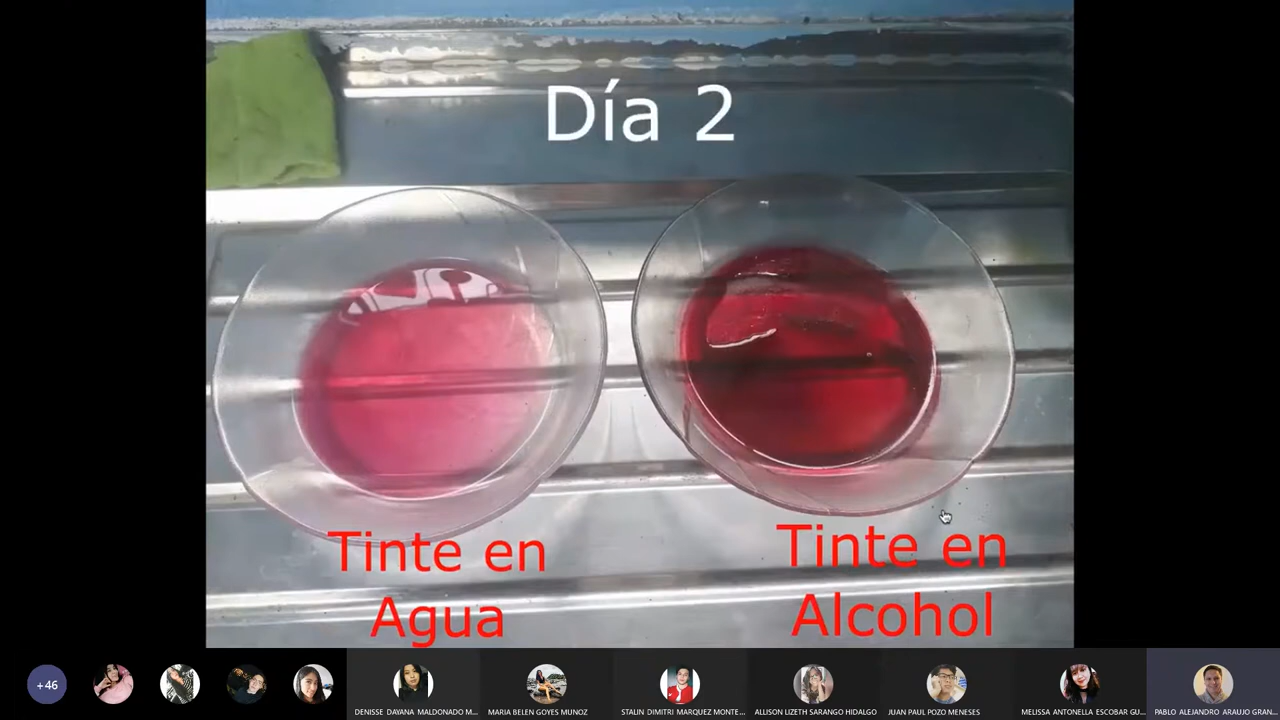 Día 2
Tinte en
Agua
Tinte en
Alcohol
+46
DENISSE DAYANA MALDONADO M...
MARIA BELEN GOYES MUNOZ
STALIN DIMITRI MARQUEZ MONTE...
ALLISON LIZETH SARANGO HIDALGO
JUAN PAUL POZO MENESES
MELISSA ANTONELLA ESCOBAR GU...
PABLO ALEJANDRO ARAUJO GRAN...